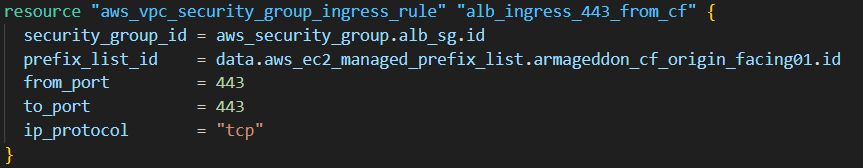 resource "aws_vpc_security_group_ingress_rule" "alb_ingress_443_from_cf" {
  security_group_id = aws_security_group.alb_sg.id
  prefix_list_id    = data.aws_ec2_managed_prefix_list.armageddon_cf_origin_facing01.id
  from_port         = 443
  to_port           = 443
  ip_protocol       = "tcp"
}